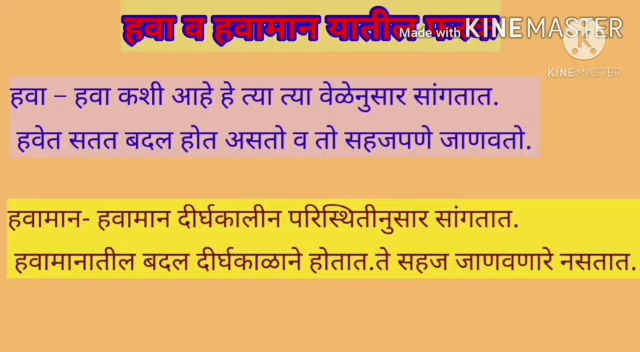 हवा व हवामान यातील फरक
Made with KINEMASTER
KINEMASTER
हवा – हवा कशी आहे हे त्या त्या वेळेनुसार सांगतात.
हवेत सतत बदल होत असतो व तो सहजपणे जाणवतो.
हवामान- हवामान दीर्घकालीन परिस्थितीनुसार सांगतात.
हवामानातील बदल दीर्घकाळाने होतात.ते सहज जाणवणारे नसतात.